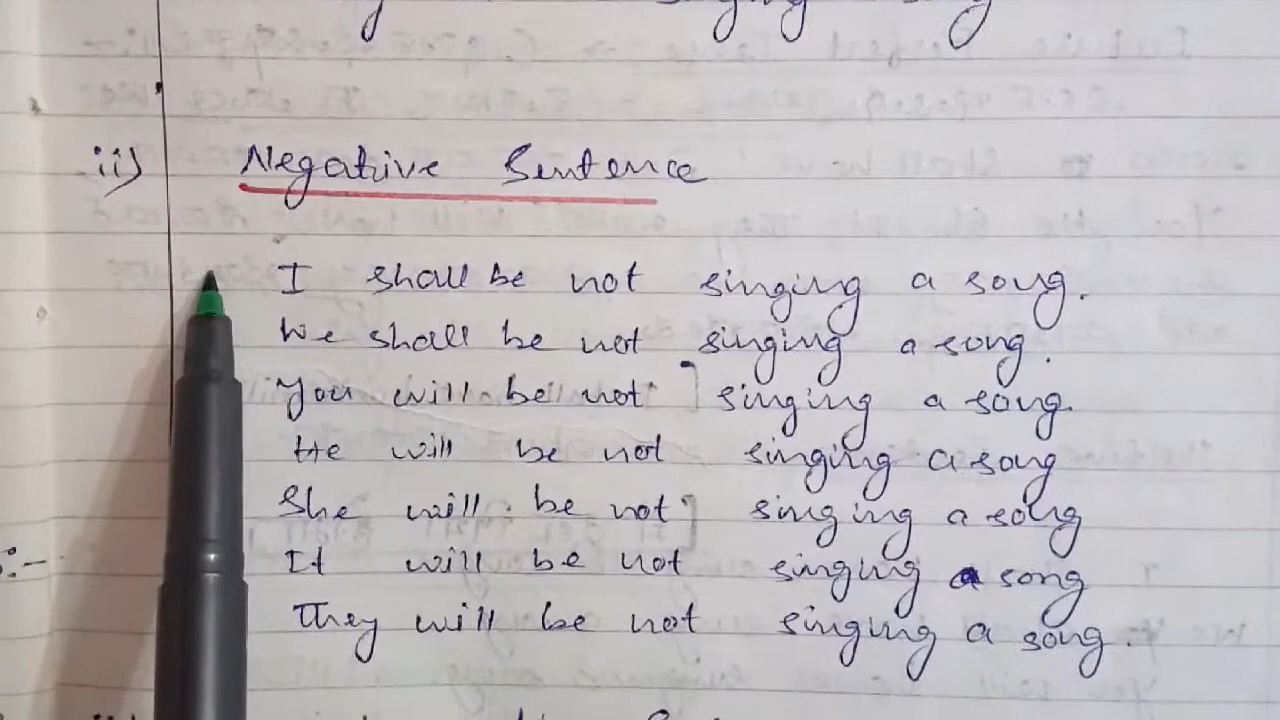 singing
ii) Negative Sentence
I shall be not singing a song.
We shall be not singing a song.
You will be not ] singing a song.
He will be not singing a song
She will be not ] singing a song
It will be not singing a song
They will be not singing a song.
:-